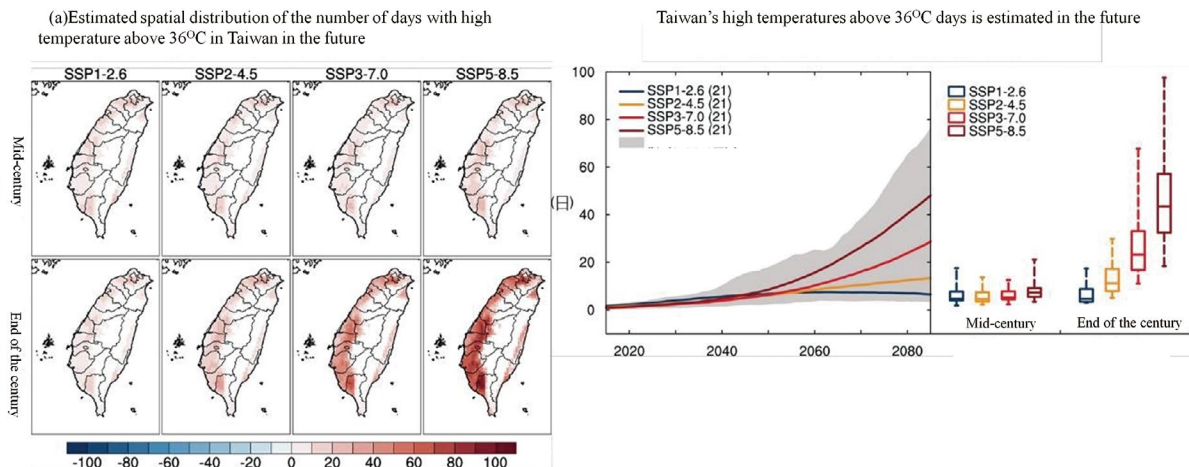 (a)Estimated spatial distribution of the number of days with high
temperature above 36⁰C in Taiwan in the future
SSP1-2.6 SSP2-4.5 SSP3-7.0 SSP5-8.5
Mid-century
End of the century
-100 -80 -60 -40 -20 0 20 40 60 80 100
Taiwan's high temperatures above 36⁰C days is estimated in the future
100
80
60
40
20
0
(日)
SSP1-2.6 (21)
SSP2-4.5 (21)
SSP3-7.0 (21)
SSP5-8.5 (21)
2020 2040 2060 2080
SSP1-2.6
SSP2-4.5
SSP3-7.0
SSP5-8.5
Mid-century End of the century